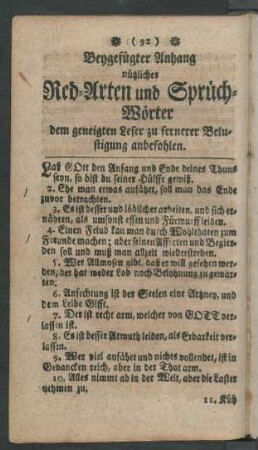 ( 92 )
Beygefügter Anhang
nützlicher
Red-Arten und Sprüch-
Wörter
dem geneigten Leser zu fernerer Belu-
stigung anbefohlen.
Laß GOtt den Anfang und Ende deines Thuns
seyn, so bist du seiner Hülffe gewiß.
2. Ehe man etwas anfähet, soll man das Ende
zuvor betrachten.
3. Es ist besser und löblicher arbeiten, und sich er-
nähren, als umsonst essen und leiden.
4. Einen Feind kan man durch Wohlthaten zum
Freunde machen; aber seinen Affecten und Begier-
den soll und muß man allzeit wiederstreben.
5. Wer Allmosen gibt, daß er will gesehen wer-
den, der hat weder Lob noch Belohnung zu gewar-
ten.
6. Anfechtung ist der Seelen eine Artzney, und
dem Leibe Gifft.
7. Der ist recht arm, welcher von GOTT ver-
lassen ist.
8. Es ist besser Armuth leiden, als Erbarkeit ver-
lassen.
9. Wer viel anfähet und nichts vollendet, ist in
Gedancken reich, aber in der That arm.
10. Alles nimmt ab in der Welt, aber die Laster
nehmen zu.
11. Küh